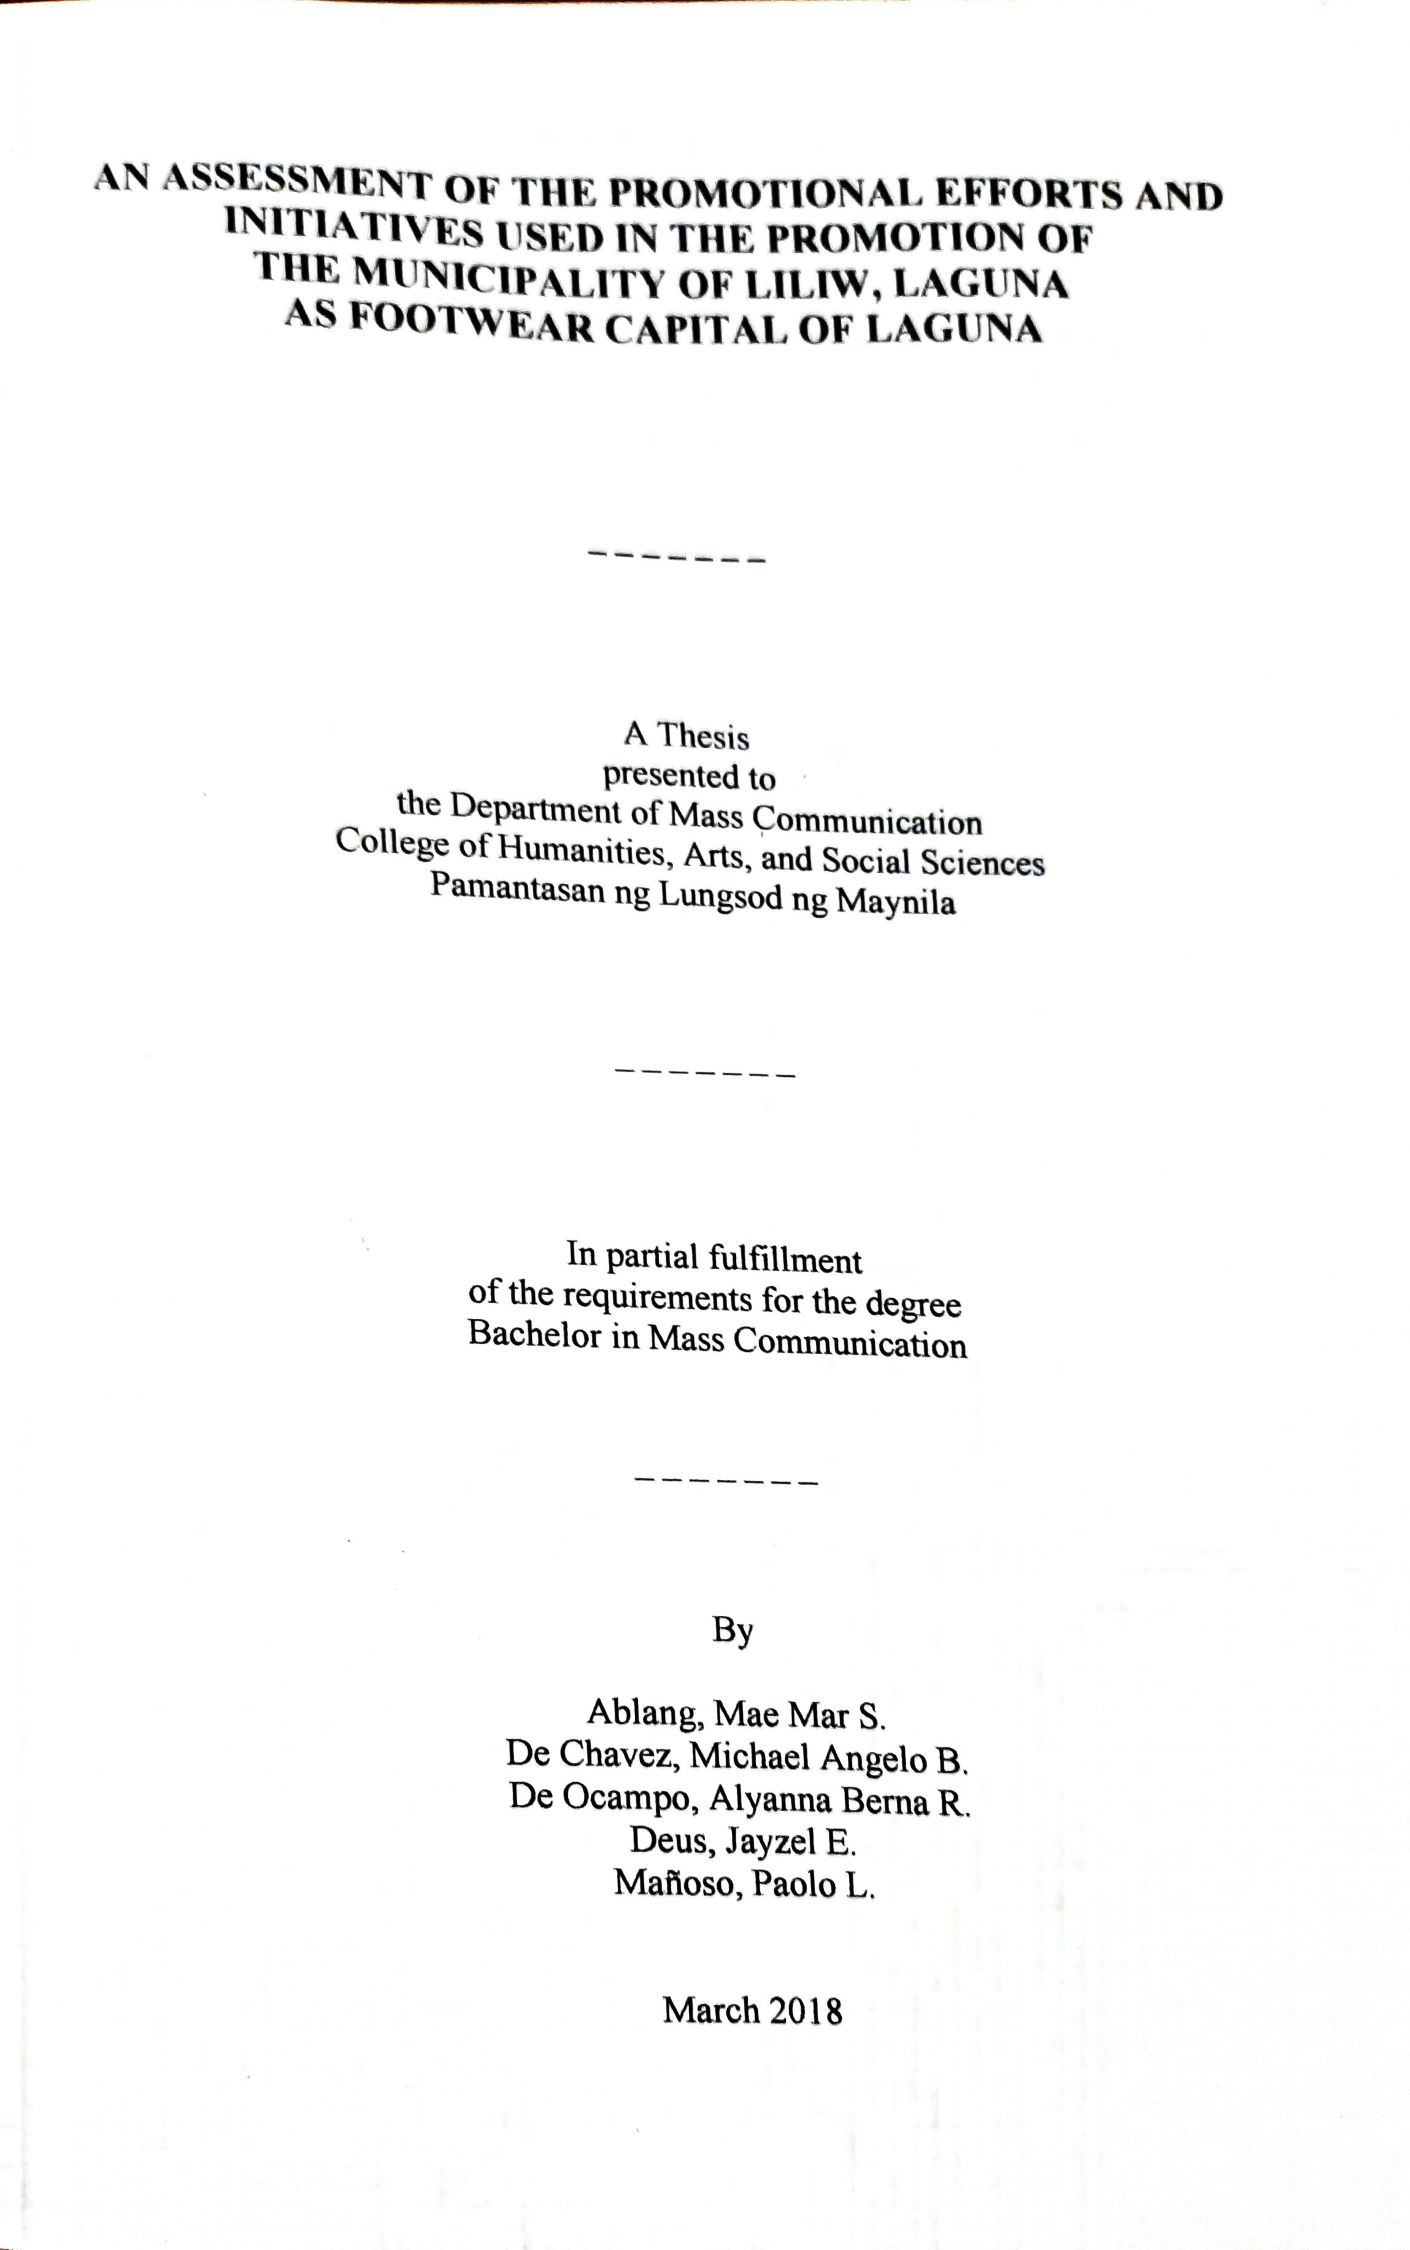 AN ASSESSMENT OF THE PROMOTIONAL EFFORTS AND
INITIATIVES USED IN THE PROMOTION OF
THE MUNICIPALITY OF LILIW, LAGUNA
AS FOOTWEAR CAPITAL OF LAGUNA
_______
A Thesis
presented to
the Department of Mass Communication
College of Humanities, Arts, and Social Sciences
Pamantasan ng Lungsod ng Maynila
_______
In partial fulfillment
of the requirements for the degree
Bachelor in Mass Communication
_______
By
Ablang, Mae Mar S.
De Chavez, Michael Angelo B.
De Ocampo, Alyanna Berna R.
Deus, Jayzel E.
Mañoso, Paolo L.
March 2018